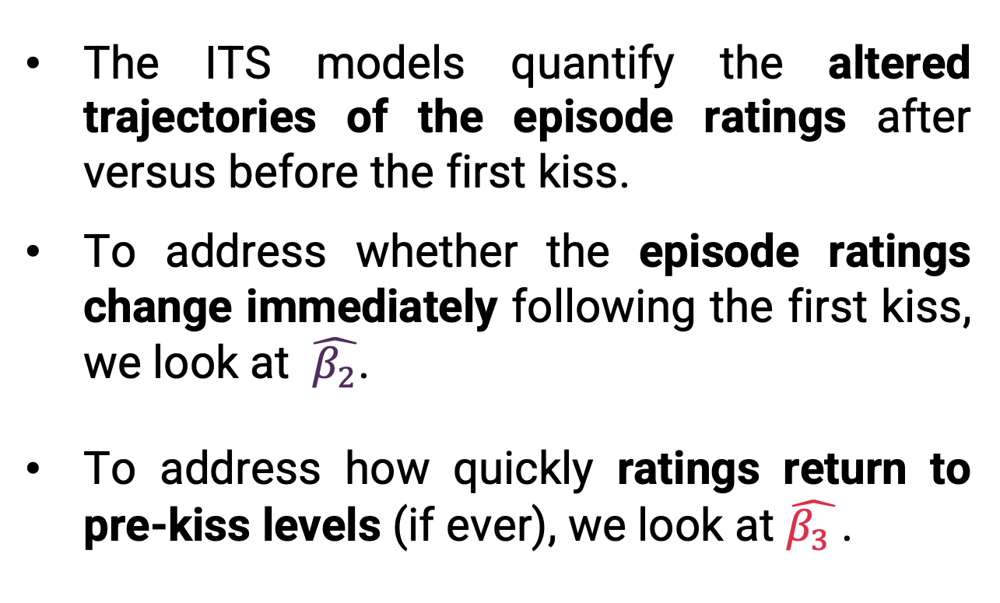 • The ITS models quantify the altered
trajectories of the episode ratings after
versus before the first kiss.
• To address whether the episode ratings
change immediately following the first kiss,
we look at $\widehat{\beta_2}$.
• To address how quickly ratings return to
pre-kiss levels (if ever), we look at $\widehat{\beta_3}$ .